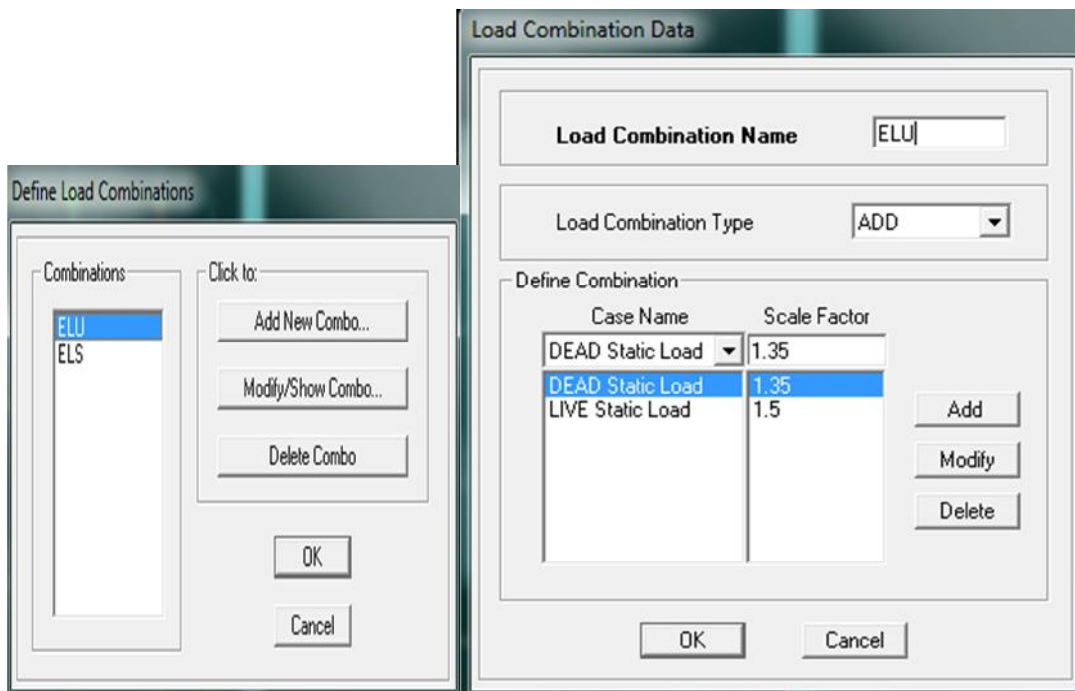 Define Load Combinations
Combinations
ELU
ELS
Click to:
Add New Combo...
Modify/Show Combo...
Delete Combo
OK
Cancel
Load Combination Data
Load Combination Name ELU
Load Combination Type ADD
Define Combination
Case Name Scale Factor
DEAD Static Load 1.35
DEAD Static Load 1.35
LIVE Static Load 1.5
Add
Modify
Delete
OK Cancel